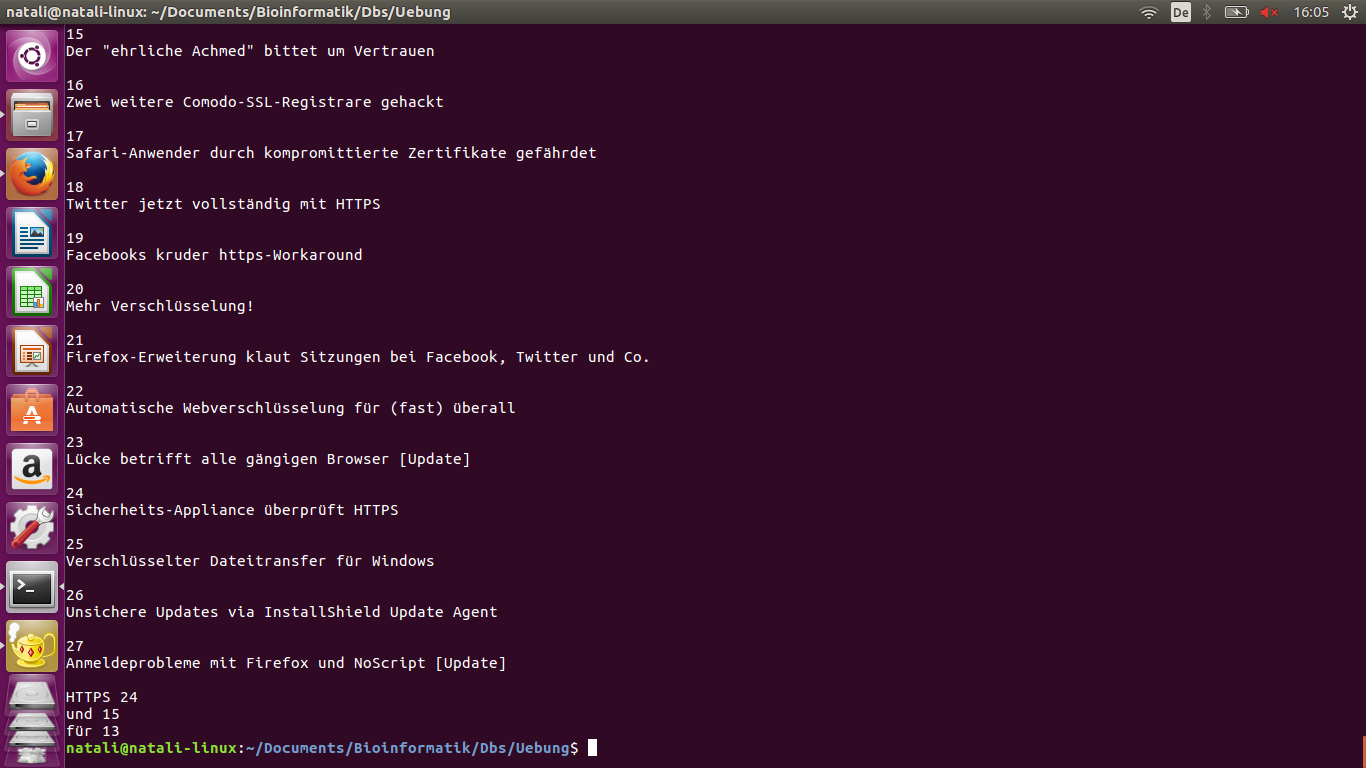 natali@natali-linux: ~/Documents/Bioinformatik/Dbs/Uebung
De
16:05
15
Der "ehrliche Achmed" bittet um Vertrauen
16
Zwei weitere Comodo-SSL-Registrare gehackt
17
Safari-Anwender durch kompromittierte Zertifikate gefährdet
18
Twitter jetzt vollständig mit HTTPS
19
Facebooks kruder https-Workaround
20
Mehr Verschlüsselung!
21
Firefox-Erweiterung klaut Sitzungen bei Facebook, Twitter und Co.
22
Automatische Webverschlüsselung für (fast) überall
23
Lücke betrifft alle gängigen Browser [Update]
24
Sicherheits-Appliance überprüft HTTPS
25
Verschlüsselter Dateitransfer für Windows
26
Unsichere Updates via InstallShield Update Agent
27
Anmeldeprobleme mit Firefox und NoScript [Update]
HTTPS 24
und 15
für 13
natali@natali-linux:~/Documents/Bioinformatik/Dbs/Uebung$